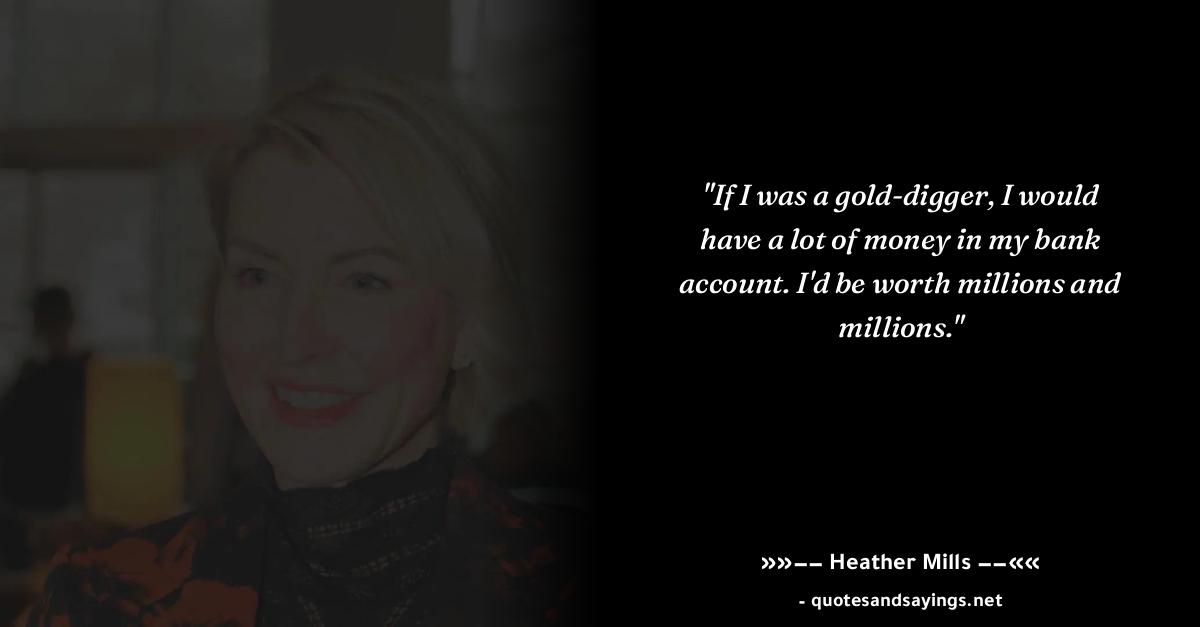 "If I was a gold-digger, I would
have a lot of money in my bank
account. I'd be worth millions and
millions."
»»−− Heather Mills −−««
- quotesandsayings.net